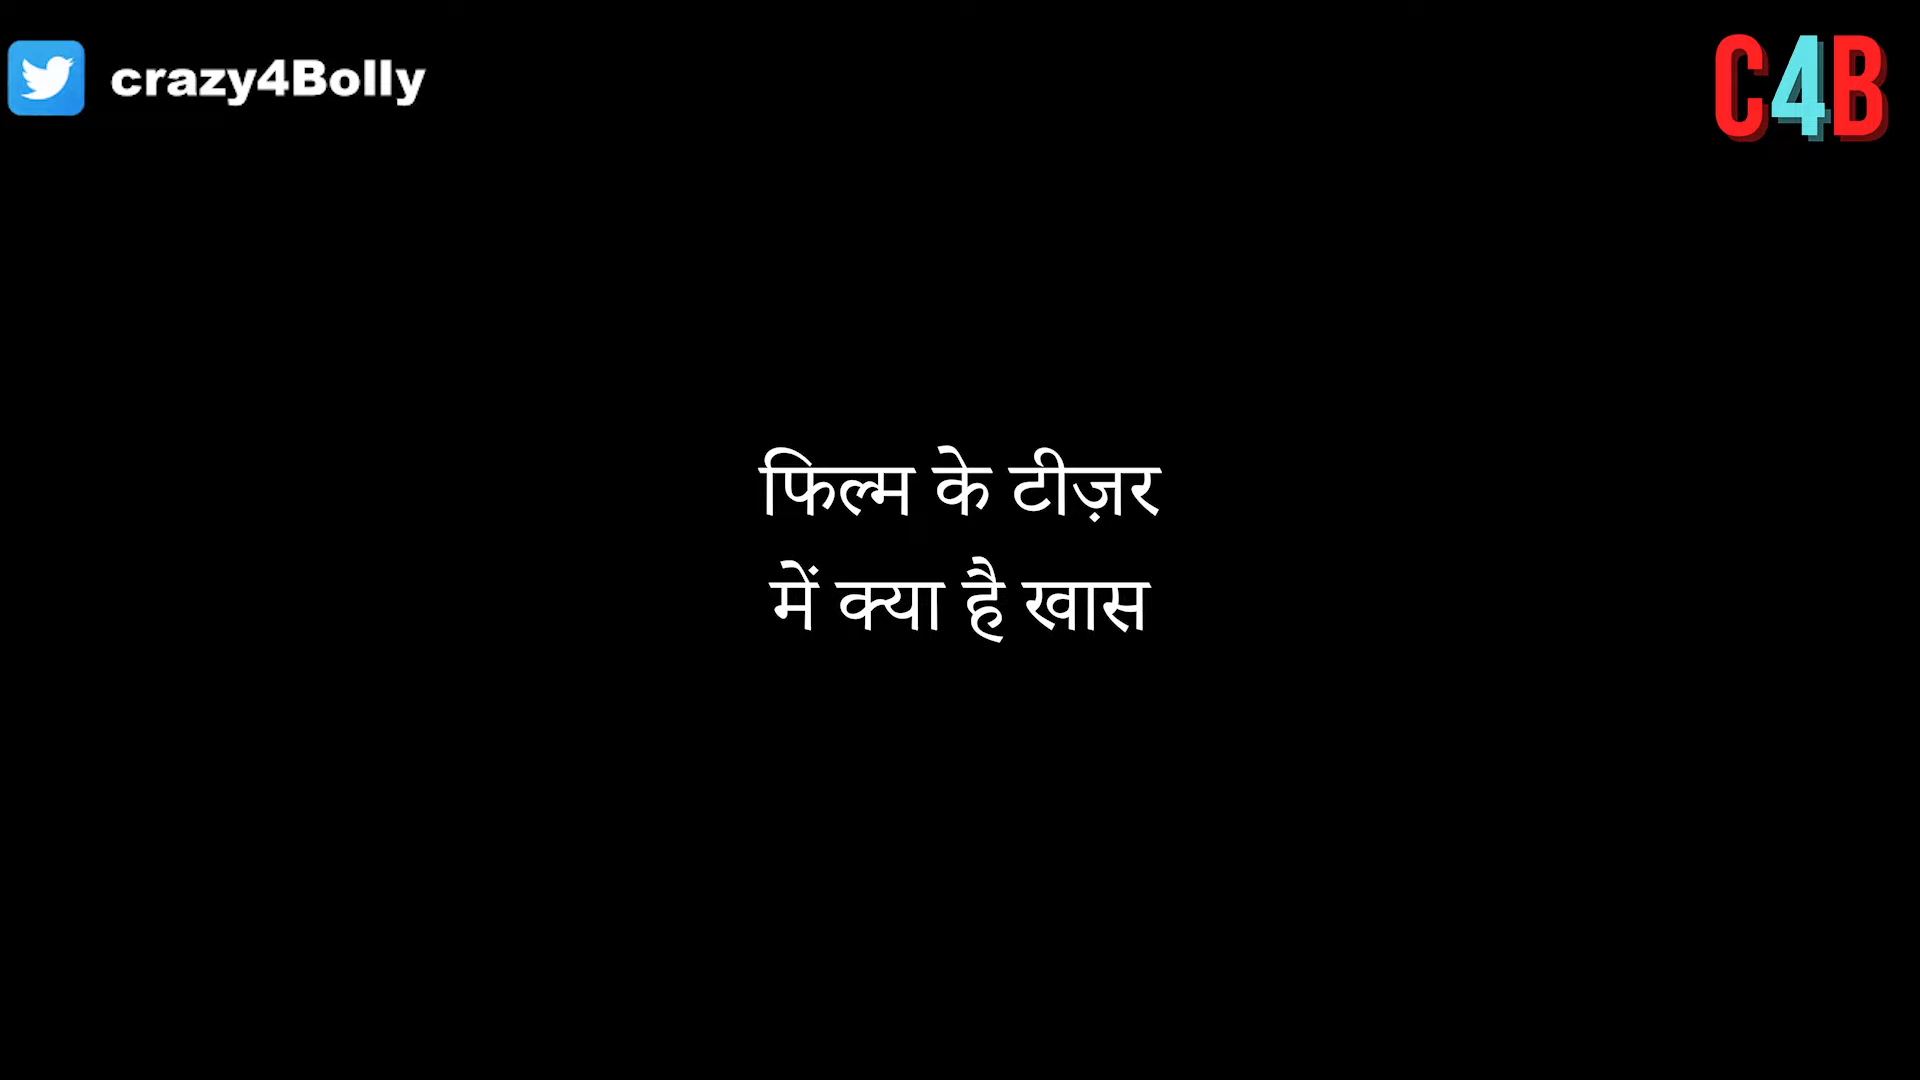 crazy4Bolly
C4B
फिल्म के टीज़र
में क्या है खास